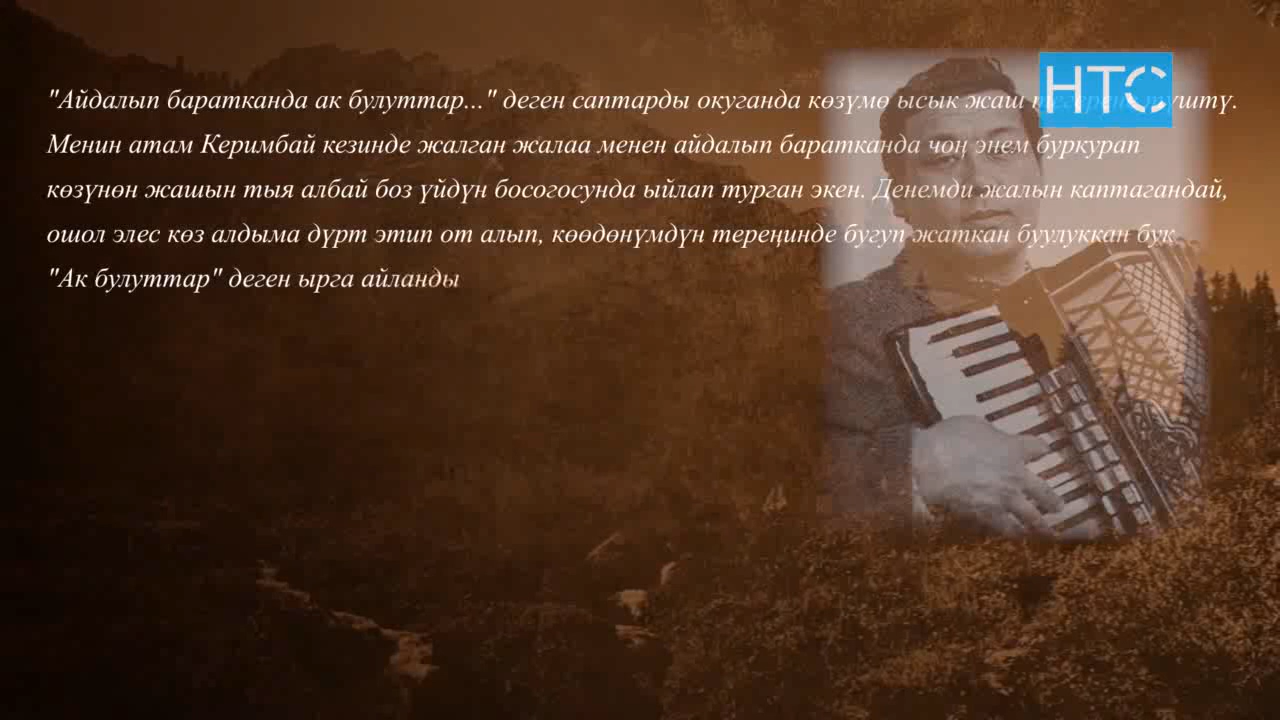 "Айдалып баратканда ак булуттар..." деген саптарды окуганда көзүмө ысык жаш түштү.
Менин атам Керимбай кезинде жалган жалаа менен айдалып баратканда чоң энем буркурап
көзүнөн жашын тыя албай боз үйдүн босогосунда ыйлап турган экен. Денемди жалын каптагандай,
ошол элес көз алдыма дүрт этип от алып, көөдөнүмдүн тереңинде бугуп жаткан буулуккан бук
"Ак булуттар" деген ырга айланды
НТС